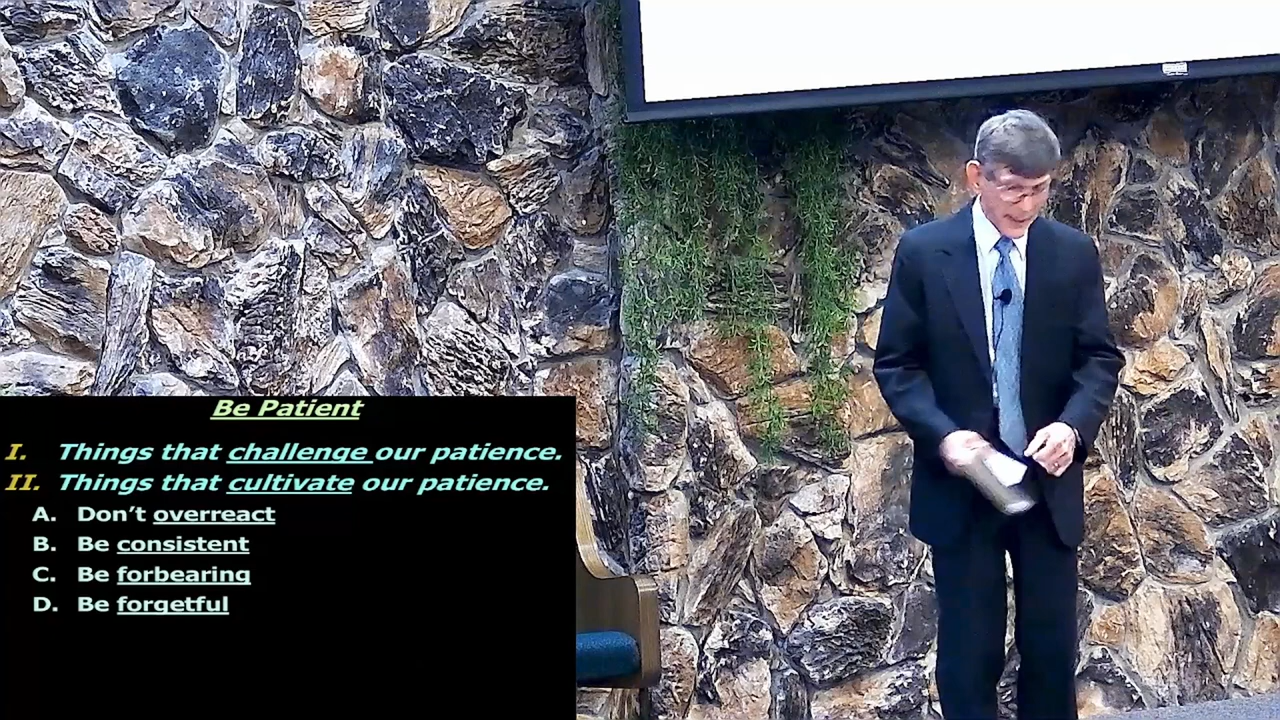 Be Patient
I. Things that challenge our patience.
II. Things that cultivate our patience.
A. Don't overreact
B. Be consistent
C. Be forbearing
D. Be forgetful